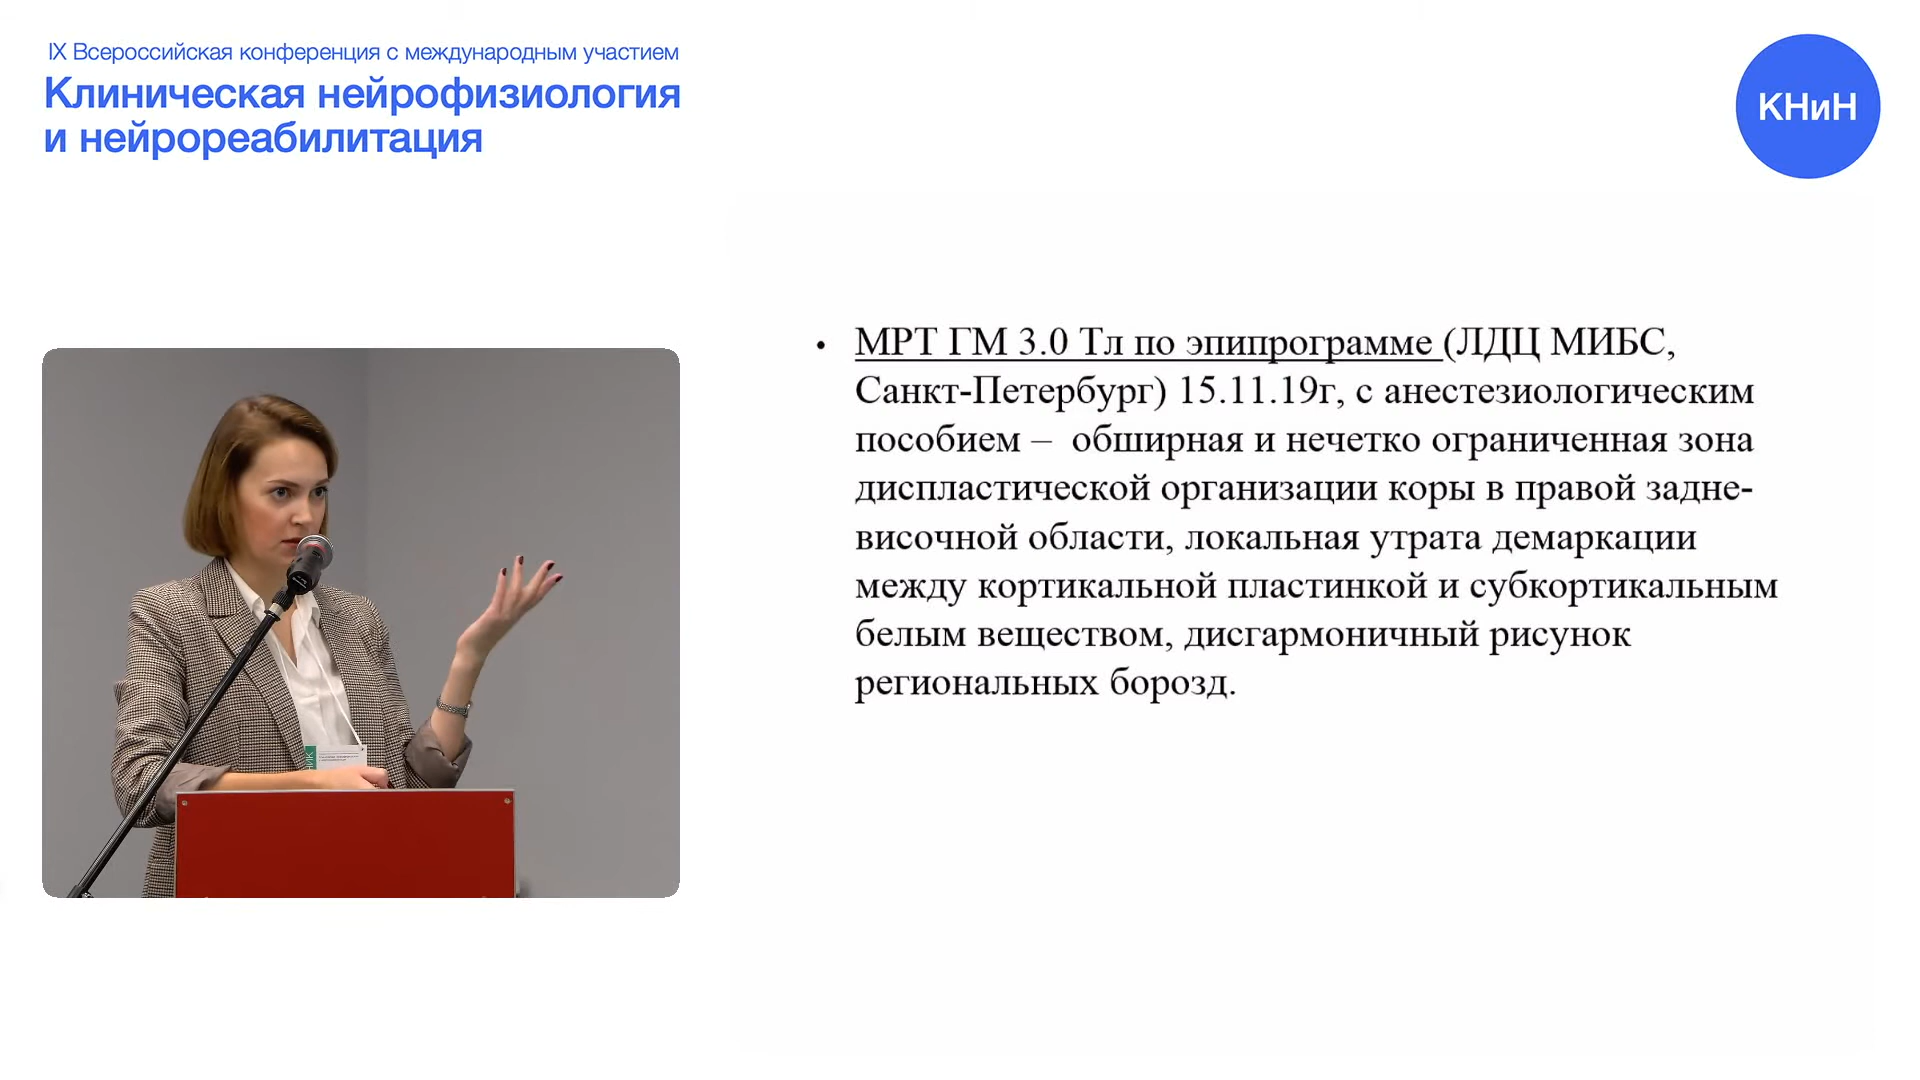 IX Всероссийская конференция с международным участием
Клиническая нейрофизиология
и нейрореабилитация
КНиН
• МРТ ГМ 3.0 Тл по эпипрограмме (ЛДЦ МИБС,
Санкт-Петербург) 15.11.19г, с анестезиологическим
пособием – обширная и нечетко ограниченная зона
диспластической организации коры в правой задне-
височной области, локальная утрата демаркации
между кортикальной пластинкой и субкортикальным
белым веществом, дисгармоничный рисунок
региональных борозд.